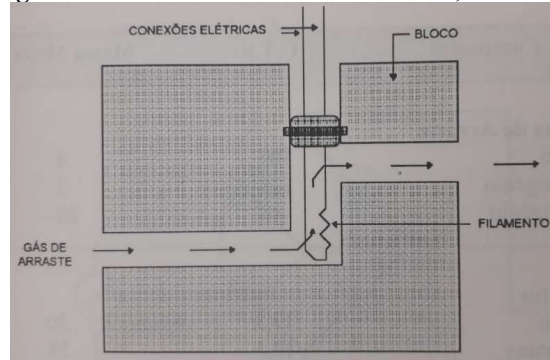 CONEXÕES ELÉTRICAS
BLOCO
FILAMENTO
GÁS DE
ARRASTE